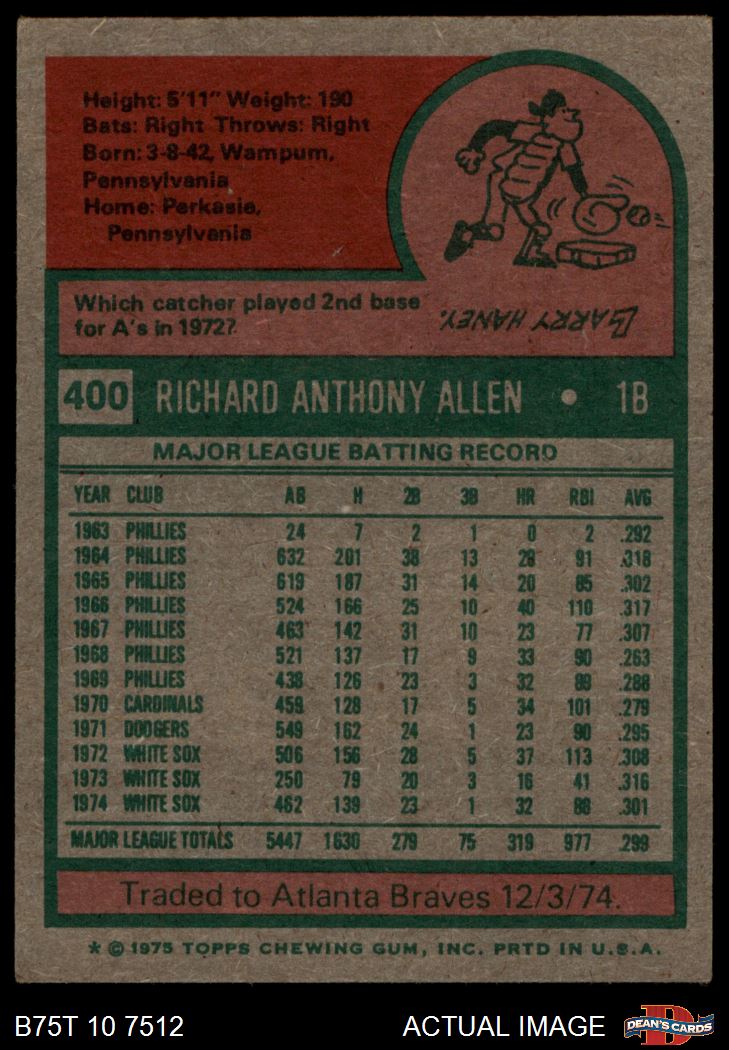 Height: 5'11" Weight: 190
Bats: Right Throws: Right
Born: 3-8-42, Wampum,
Pennsylvania
Home: Perkasie,
Pennsylvania
Which catcher played 2nd base
for A's in 1972?
BARRY HANEY.
400 RICHARD ANTHONY ALLEN • 1B
MAJOR LEAGUE BATTING RECORD
YEAR CLUB AB H 2B 3B HR RBI AVG
1963 PHILLIES 24 7 2 1 0 2 .292
1964 PHILLIES 632 201 38 13 29 91 .318
1965 PHILLIES 619 187 31 14 20 85 .302
1966 PHILLIES 524 166 25 10 40 110 .317
1967 PHILLIES 463 142 31 10 23 77 .307
1968 PHILLIES 521 137 17 9 33 90 .263
1969 PHILLIES 438 126 23 3 32 89 .288
1970 CARDINALS 459 128 17 5 34 101 .279
1971 DODGERS 549 162 24 1 23 90 .295
1972 WHITE SOX 506 156 28 5 37 113 .308
1973 WHITE SOX 250 79 20 3 16 41 .316
1974 WHITE SOX 462 139 23 1 32 88 .301
MAJOR LEAGUE TOTALS 5447 1630 279 75 319 977 .299
Traded to Atlanta Braves 12/3/74.
* © 1975 TOPPS CHEWING GUM, INC. PRTD IN U.S.A.
B75T 10 7512 ACTUAL IMAGE DEAN'S CARDS